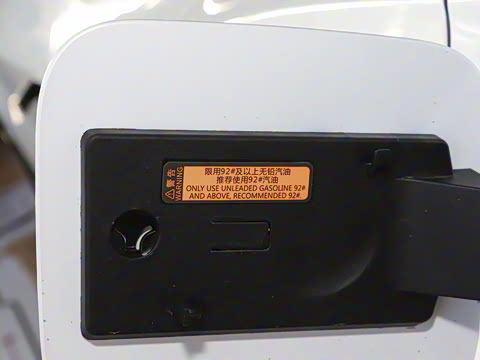 警告
WARNING
限用92#及以上无铅汽油
推荐使用92#汽油
ONLY USE UNLEADED GASOLINE 92#
AND ABOVE, RECOMMENDED 92#.